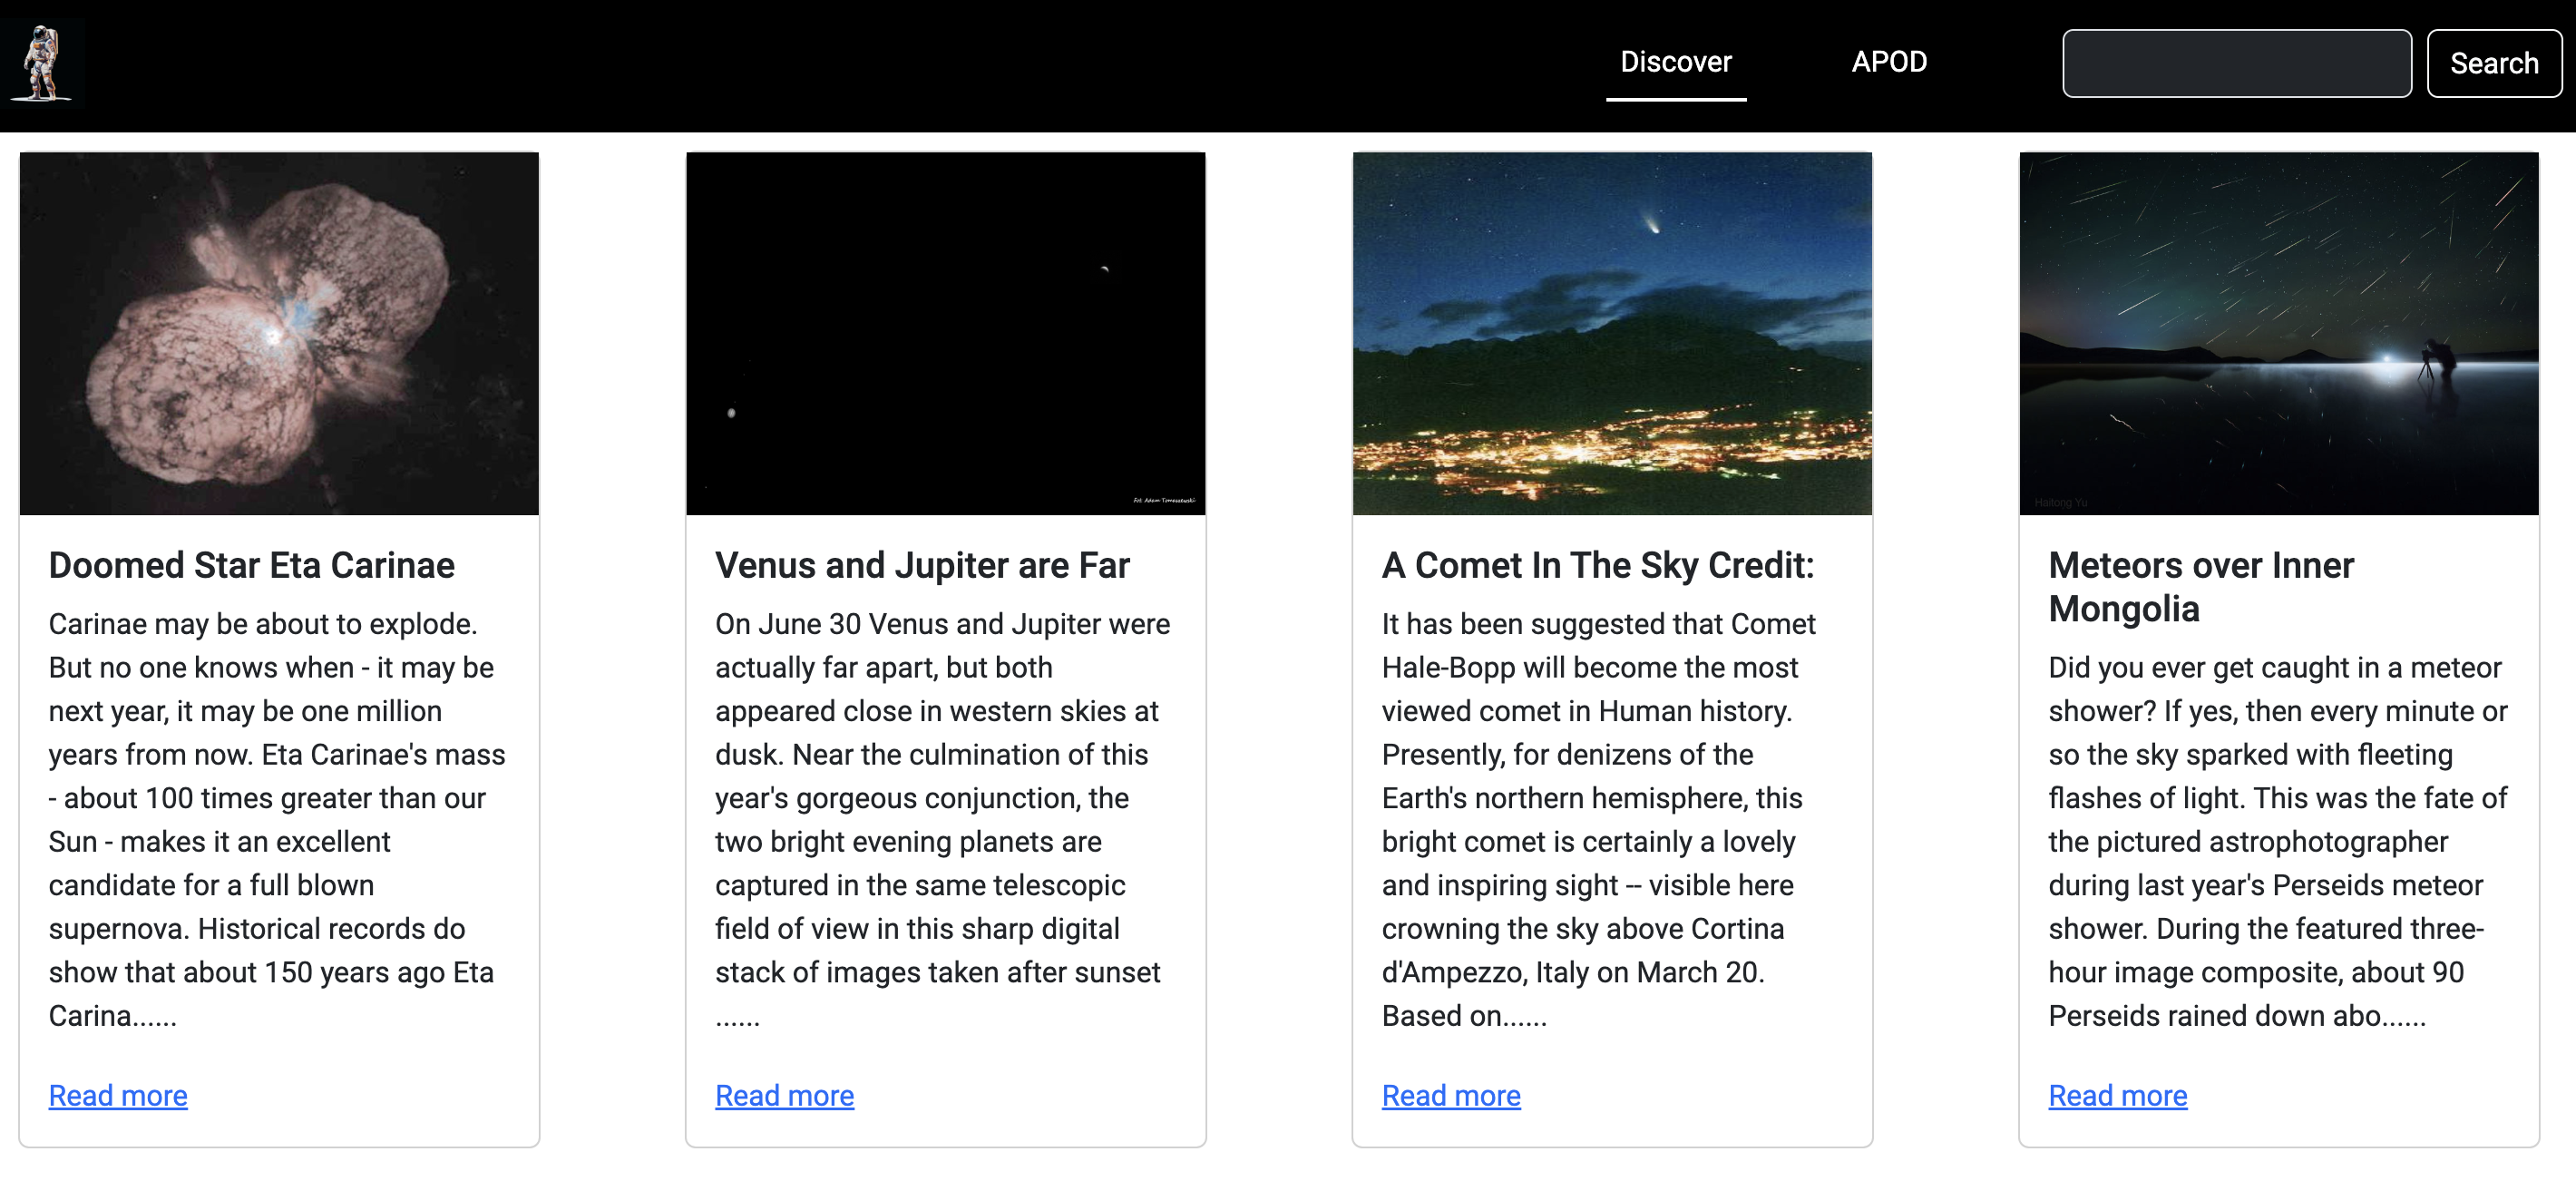 Discover
APOD
Search
Fot. Adam Tomaszewski
Haitong Yu
Doomed Star Eta Carinae
Carinae may be about to explode.
But no one knows when - it may be
next year, it may be one million
years from now. Eta Carinae's mass
- about 100 times greater than our
Sun - makes it an excellent
candidate for a full blown
supernova. Historical records do
show that about 150 years ago Eta
Carina......
Read more
Venus and Jupiter are Far
On June 30 Venus and Jupiter were
actually far apart, but both
appeared close in western skies at
dusk. Near the culmination of this
year's gorgeous conjunction, the
two bright evening planets are
captured in the same telescopic
field of view in this sharp digital
stack of images taken after sunset
......
Read more
A Comet In The Sky Credit:
It has been suggested that Comet
Hale-Bopp will become the most
viewed comet in Human history.
Presently, for denizens of the
Earth's northern hemisphere, this
bright comet is certainly a lovely
and inspiring sight -- visible here
crowning the sky above Cortina
d'Ampezzo, Italy on March 20.
Based on......
Read more
Meteors over Inner
Mongolia
Did you ever get caught in a meteor
shower? If yes, then every minute or
so the sky sparked with fleeting
flashes of light. This was the fate of
the pictured astrophotographer
during last year's Perseids meteor
shower. During the featured three-
hour image composite, about 90
Perseids rained down abo......
Read more